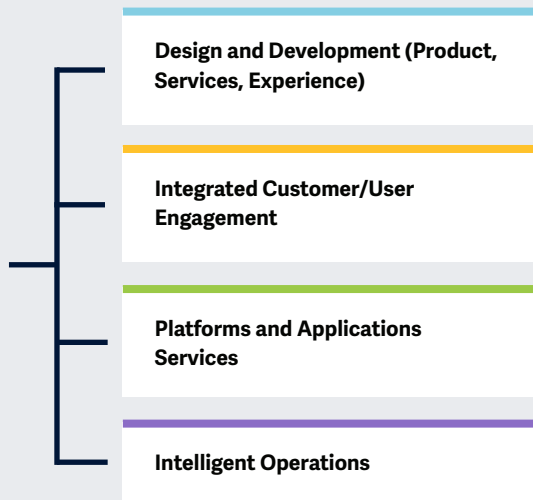 Design and Development (Product,
Services, Experience)
Integrated Customer/User
Engagement
Platforms and Applications
Services
Intelligent Operations